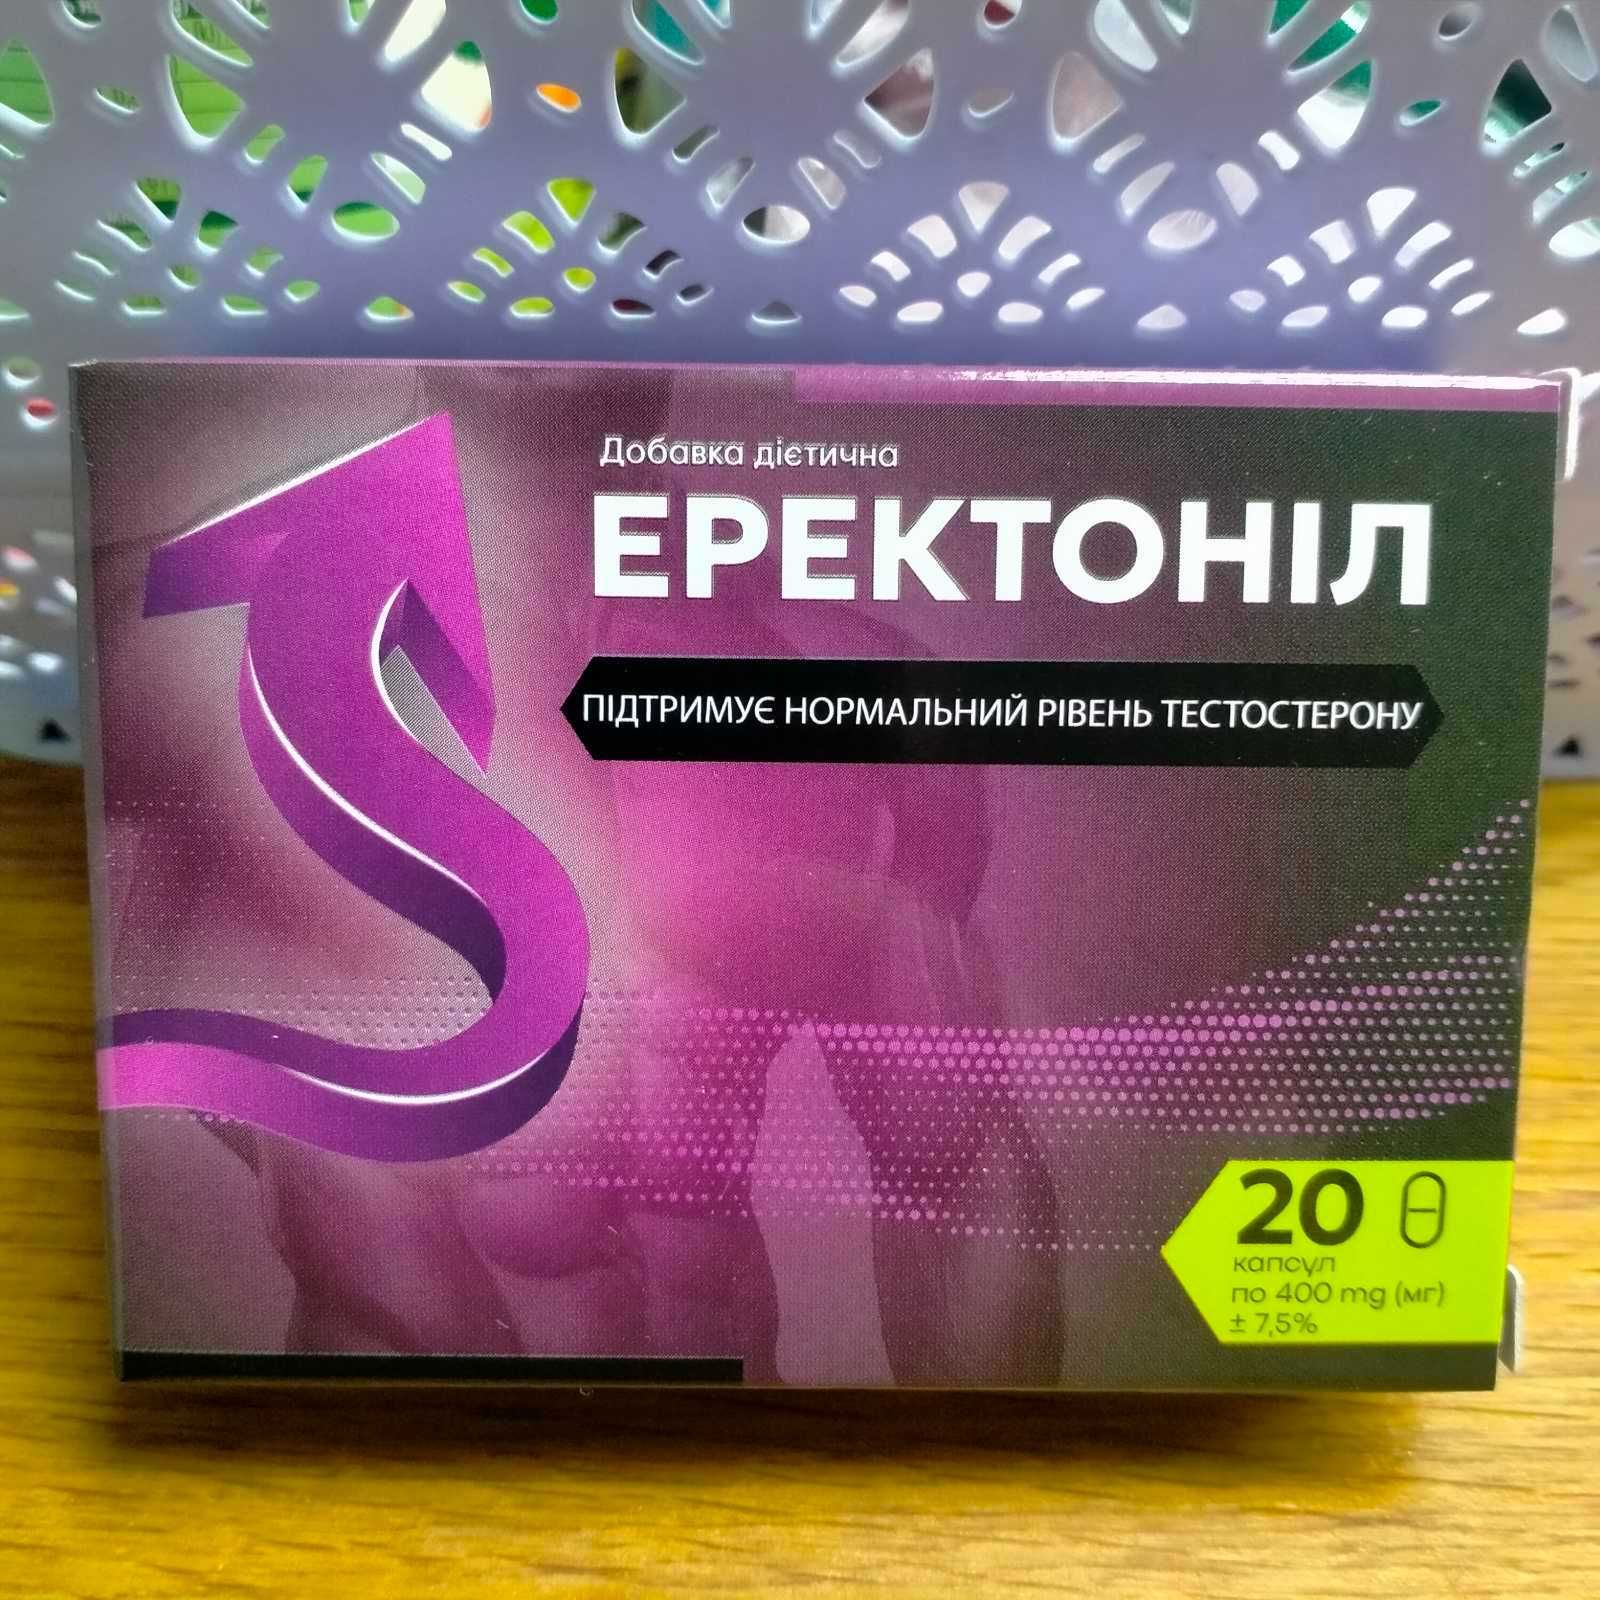 Добавка дієтична
ЕРЕКТОНІЛ
ПІДТРИМУЄ НОРМАЛЬНИЙ РІВЕНЬ ТЕСТОСТЕРОНУ
20
капсул
по 400 mg (мг)
± 7,5%